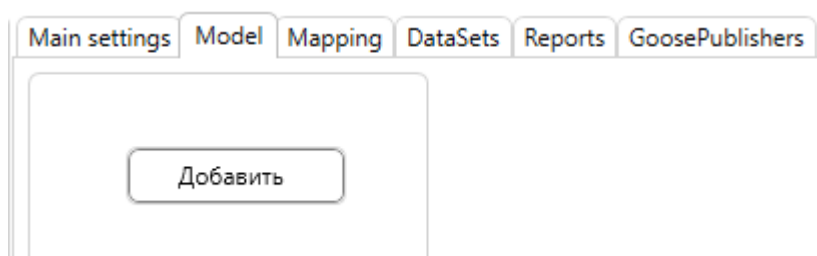 Main settings Model Mapping DataSets Reports GoosePublishers
Добавить